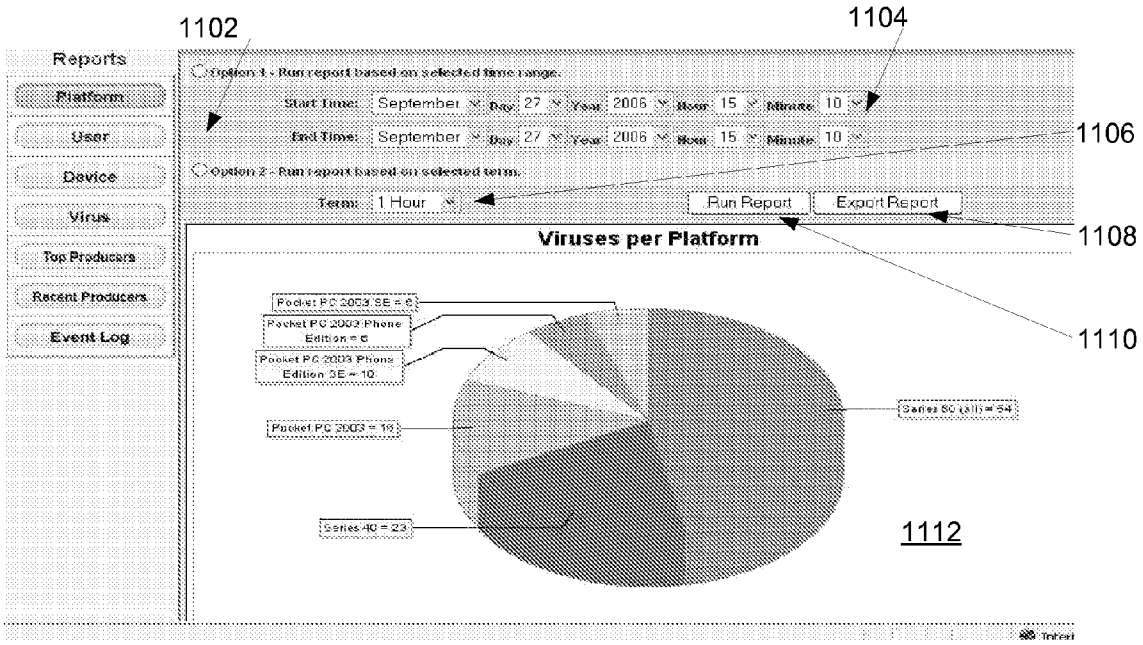 1102
1104
Reports
Option 1 - Run report based on selected time range.
Platform
Start Time: September Day 27 Year 2006 Hour 15 Minute 10
User
End Time: September Day 27 Year 2006 Hour 15 Minute 10
1106
Device
Option 2 - Run report based on selected term.
Virus
Term: 1 Hour Run Report Export Report
1108
Viruses per Platform
Top Producers
Recent Producers
Event Log
1110
Pocket PC 2003 SE =
Pocket PC 2003 Phone
Edition =
Pocket PC 2003 Phone
Edition SE = 10
Pocket PC 2003 =
Series 40 = 23
Series 60 (all) =
1112